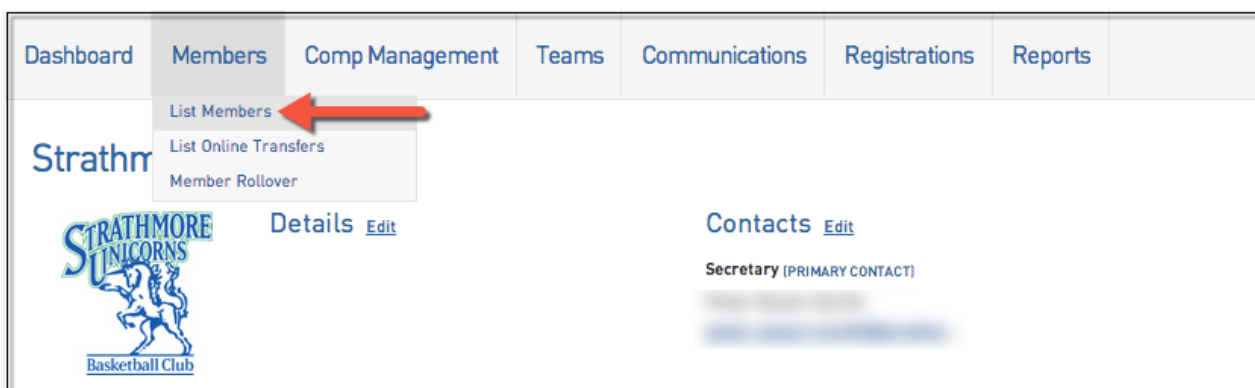 Dashboard Members Comp Management Teams Communications Registrations Reports
List Members
List Online Transfers
Member Rollover
Strathm
STRATHMORE
UNICORNS
Basketball Club
Details Edit
Contacts Edit
Secretary (PRIMARY CONTACT)